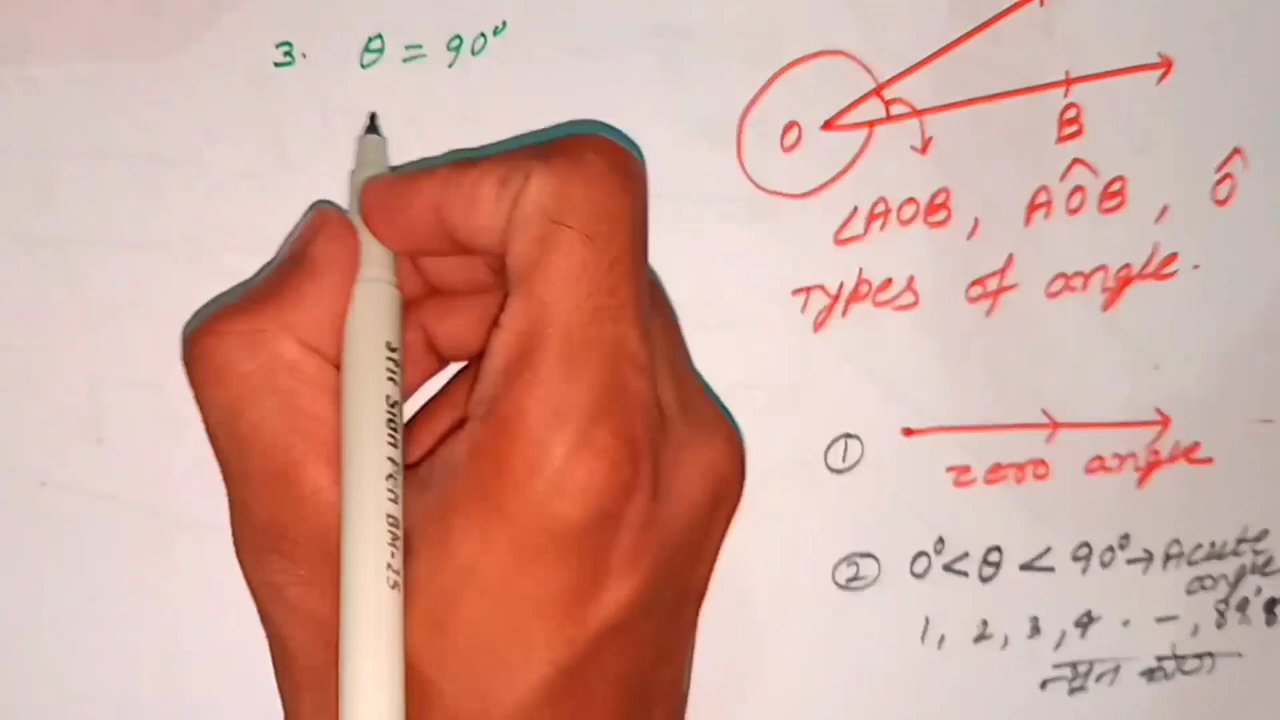 3. θ = 90°
O
B
∠AOB, AÔB, Ô
Types of angle.
① zero angle
② 0° < θ < 90° → Acute
angle
1, 2, 3, 4 . –, 89°
न्यून कोण
Stic Sign Pen BM-25